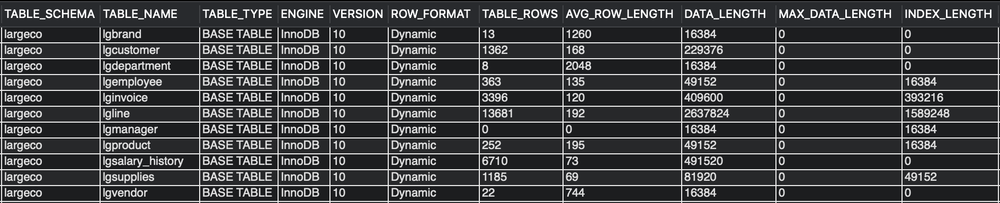 TABLE_SCHEMA TABLE_NAME TABLE_TYPE ENGINE VERSION ROW_FORMAT TABLE_ROWS AVG_ROW_LENGTH DATA_LENGTH MAX_DATA_LENGTH INDEX_LENGTH
largeco lgbrand BASE TABLE InnoDB 10 Dynamic 13 1260 16384 0 0
largeco lgcustomer BASE TABLE InnoDB 10 Dynamic 1362 168 229376 0 0
largeco lgdepartment BASE TABLE InnoDB 10 Dynamic 8 2048 16384 0 0
largeco lgemployee BASE TABLE InnoDB 10 Dynamic 363 135 49152 0 16384
largeco lginvoice BASE TABLE InnoDB 10 Dynamic 3396 120 409600 0 393216
largeco lgline BASE TABLE InnoDB 10 Dynamic 13681 192 2637824 0 1589248
largeco lgmanager BASE TABLE InnoDB 10 Dynamic 0 0 16384 0 16384
largeco lgproduct BASE TABLE InnoDB 10 Dynamic 252 195 49152 0 16384
largeco lgsalary_history BASE TABLE InnoDB 10 Dynamic 6710 73 491520 0 0
largeco lgsupplies BASE TABLE InnoDB 10 Dynamic 1185 69 81920 0 49152
largeco lgvendor BASE TABLE InnoDB 10 Dynamic 22 744 16384 0 0